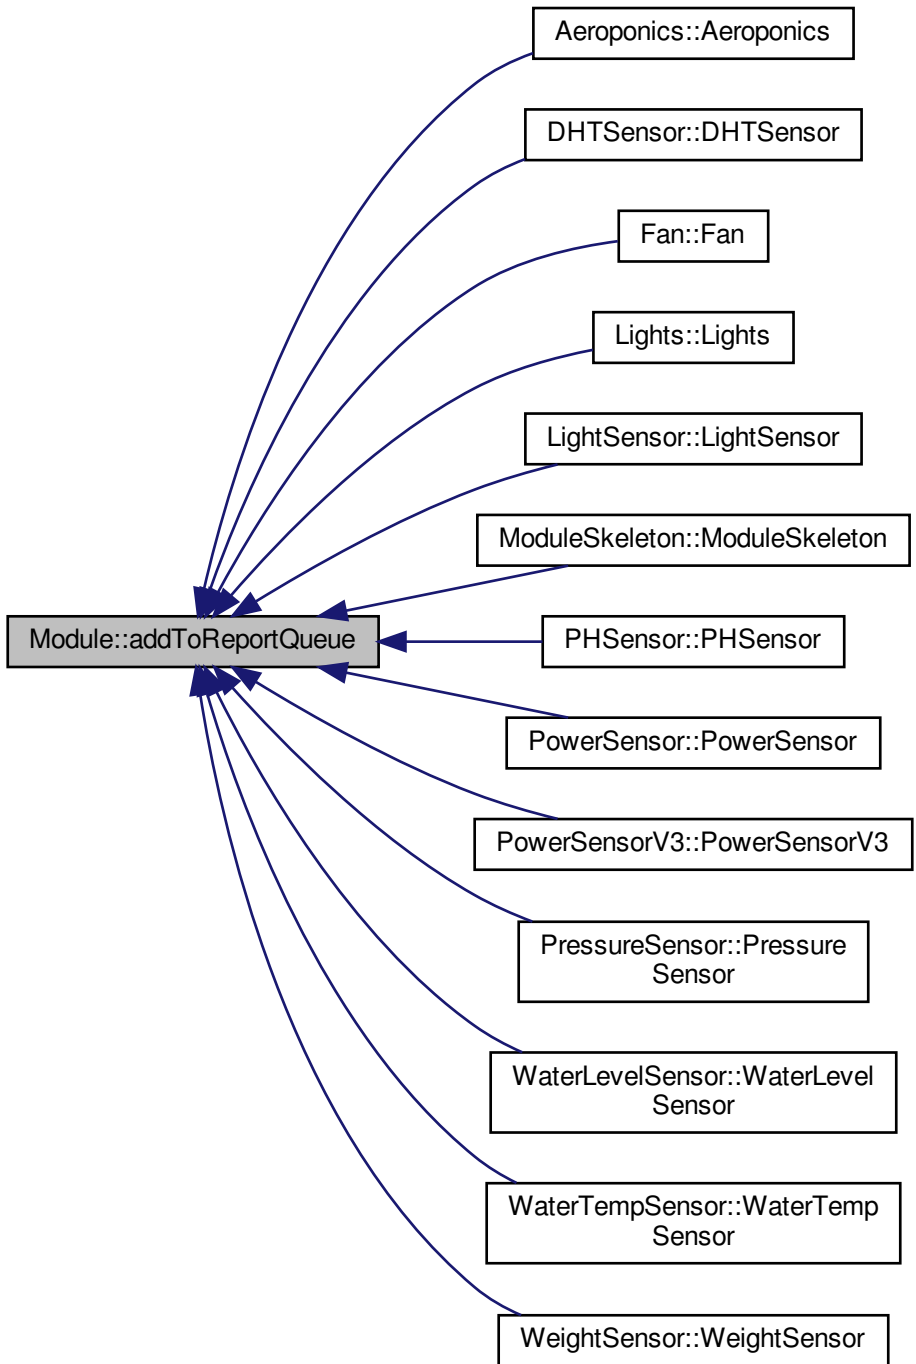 Aeroponics::Aeroponics
DHTSensor::DHTSensor
Fan::Fan
Lights::Lights
LightSensor::LightSensor
ModuleSkeleton::ModuleSkeleton
Module::addToReportQueue
PHSensor::PHSensor
PowerSensor::PowerSensor
PowerSensorV3::PowerSensorV3
PressureSensor::Pressure
Sensor
WaterLevelSensor::WaterLevel
Sensor
WaterTempSensor::WaterTemp
Sensor
WeightSensor::WeightSensor